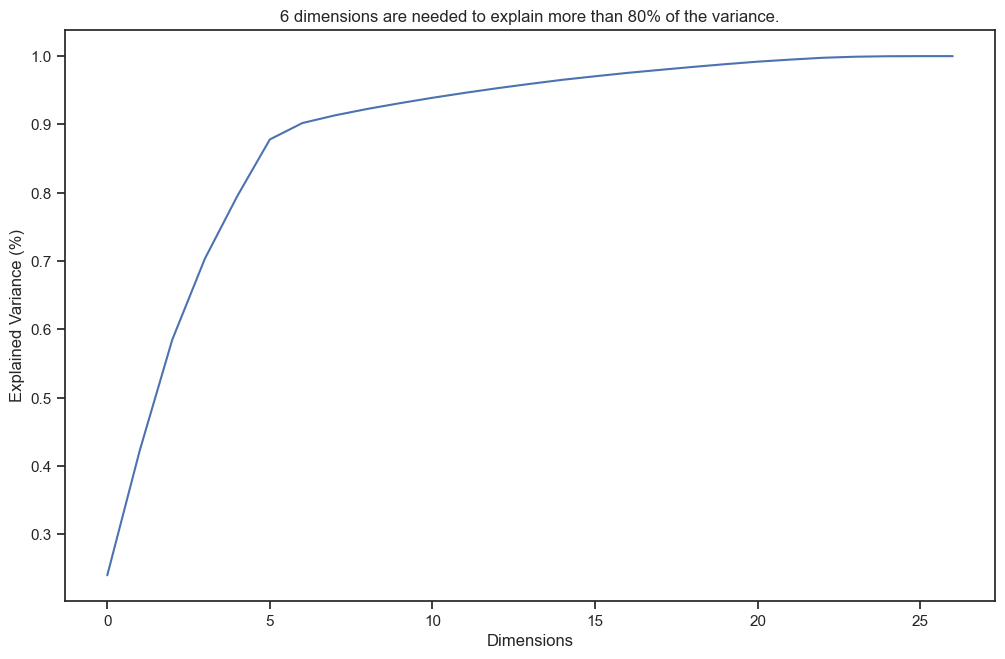 6 dimensions are needed to explain more than 80% of the variance.
1.0
0.9
0.8
0.7
0.6
0.5
0.4
0.3
Explained Variance (%)
0 5 10 15 20 25
Dimensions